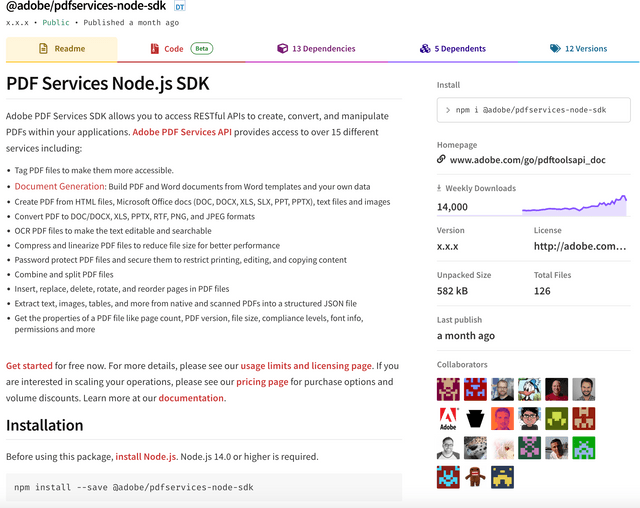 @adobe/pdfservices-node-sdk DT
x.x.x • Public • Published a month ago
Readme
Code Beta
13 Dependencies
5 Dependents
12 Versions
PDF Services Node.js SDK
Adobe PDF Services SDK allows you to access RESTful APIs to create, convert, and manipulate
PDFs within your applications. Adobe PDF Services API provides access to over 15 different
services including:
• Tag PDF files to make them more accessible.
• Document Generation: Build PDF and Word documents from Word templates and your own data
• Create PDF from HTML files, Microsoft Office docs (DOC, DOCX, XLS, SLX, PPT, PPTX), text files and images
• Convert PDF to DOC/DOCX, XLS, PPTX, RTF, PNG, and JPEG formats
• OCR PDF files to make the text editable and searchable
• Compress and linearize PDF files to reduce file size for better performance
• Password protect PDF files and secure them to restrict printing, editing, and copying content
• Combine and split PDF files
• Insert, replace, delete, rotate, and reorder pages in PDF files
• Extract text, images, tables, and more from native and scanned PDFs into a structured JSON file
• Get the properties of a PDF file like page count, PDF version, file size, compliance levels, font info,
permissions and more
Get started for free now. For more details, please see our usage limits and licensing page. If you
are interested in scaling your operations, please see our pricing page for purchase options and
volume discounts. Learn more at our documentation.
Installation
Before using this package, install Node.js. Node.js 14.0 or higher is required.
npm install --save @adobe/pdfservices-node-sdk
Install
> npm i @adobe/pdfservices-node-sdk
Homepage
www.adobe.com/go/pdftoolsapi_doc
Weekly Downloads
14,000
Version
x.x.x
License
http://adobe.com...
Unpacked Size
582 kB
Total Files
126
Last publish
a month ago
Collaborators
Adobe